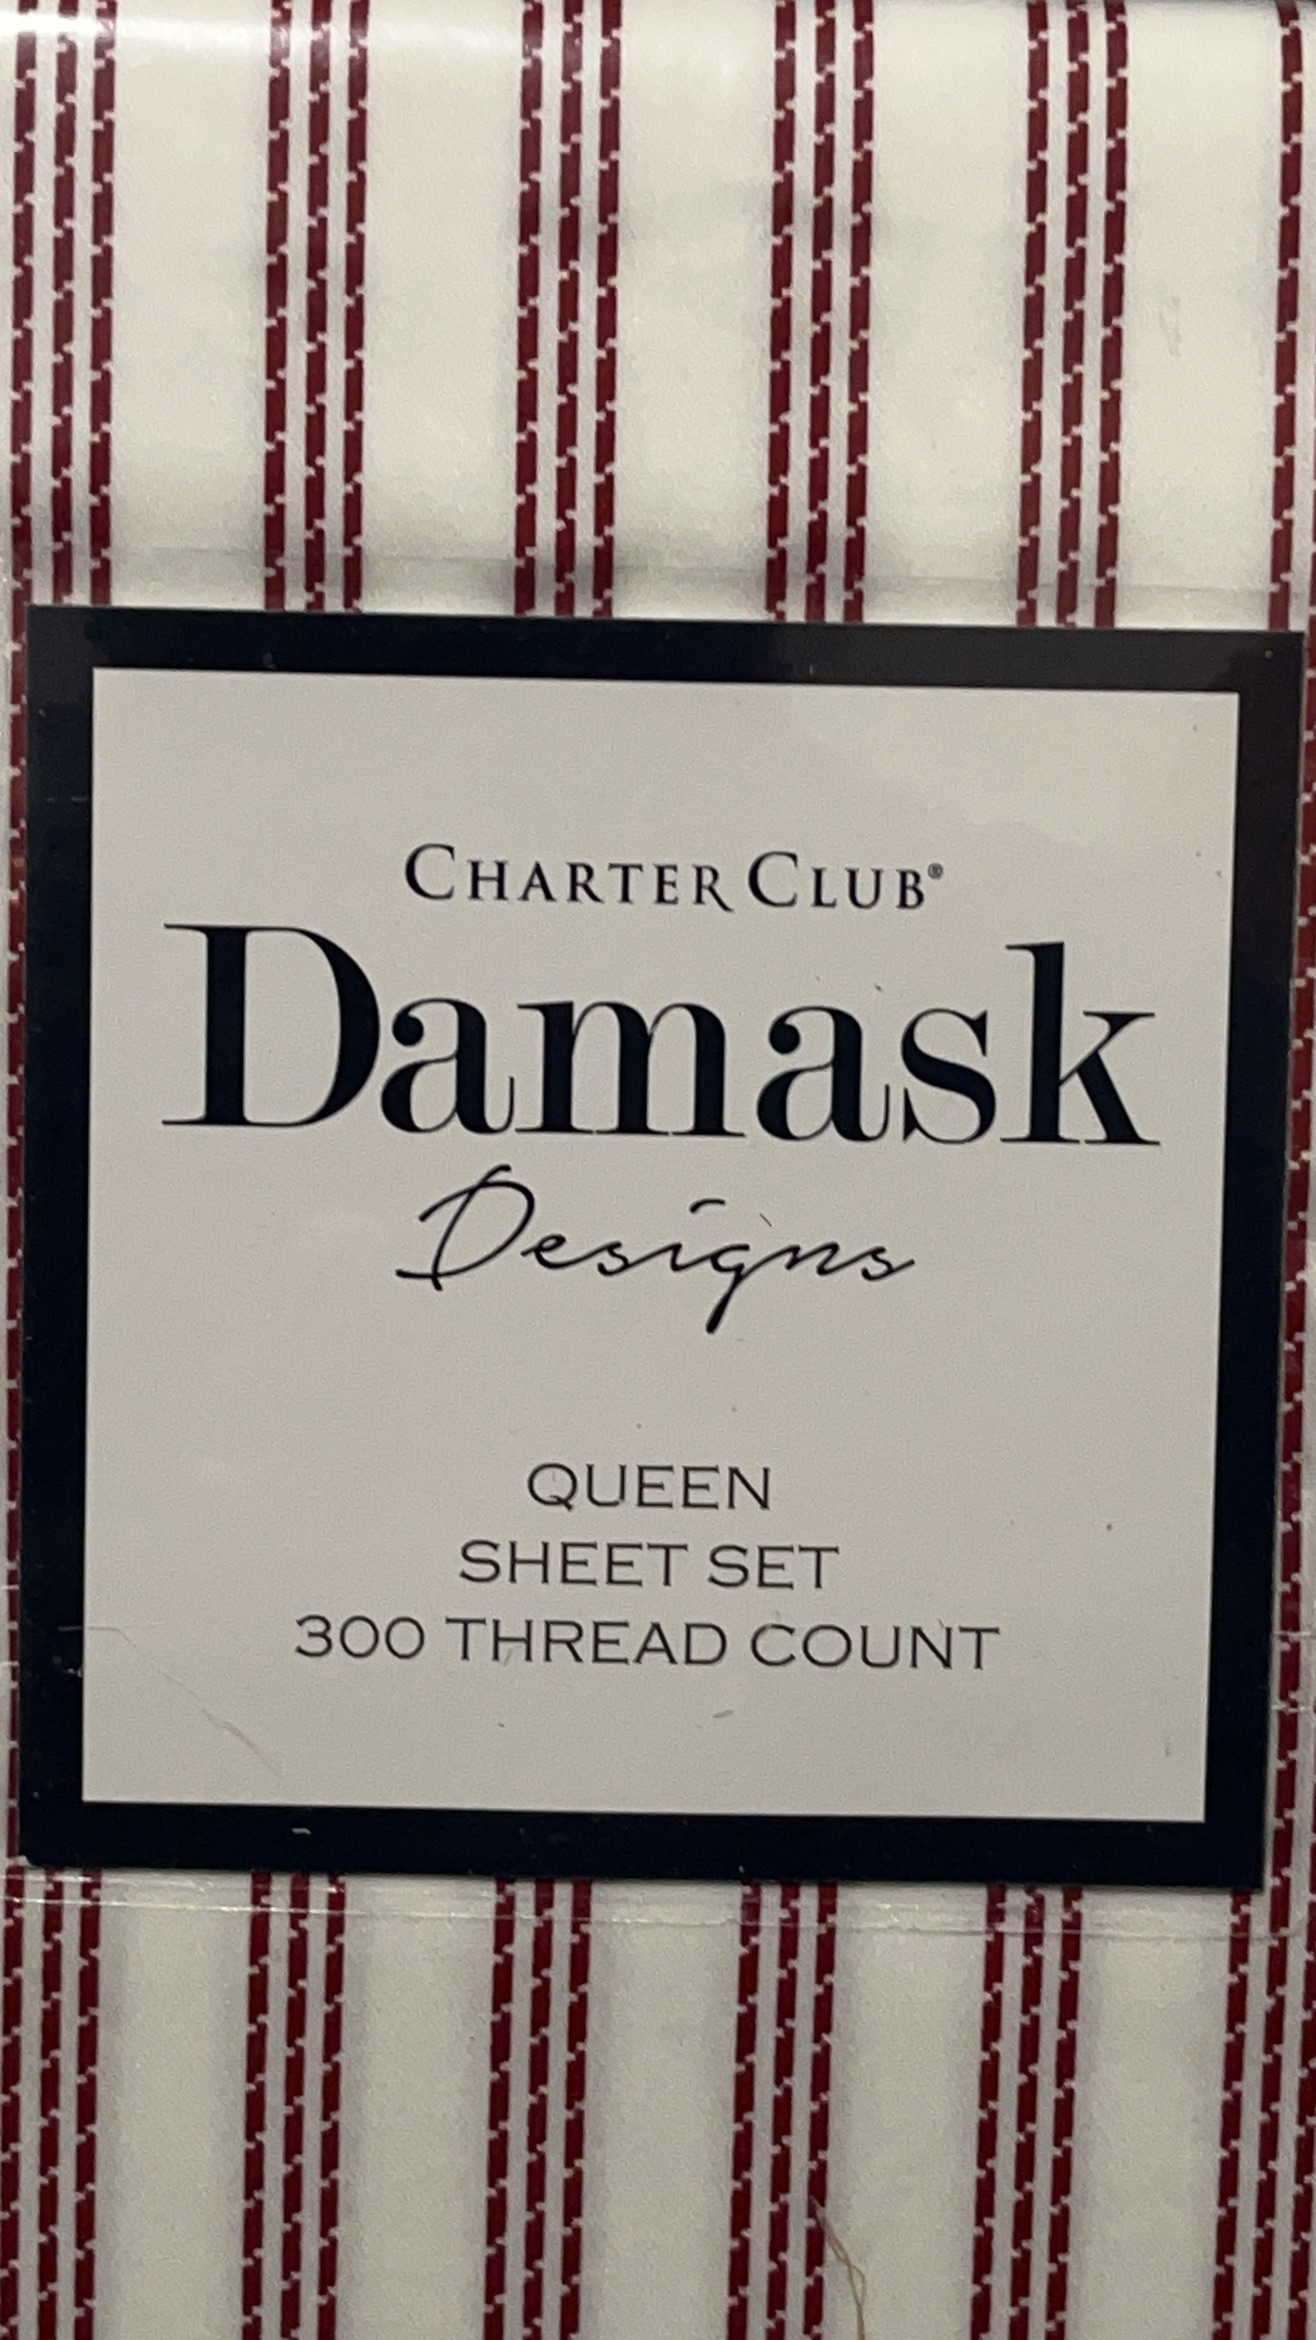 CHARTER CLUB®
Damask
Designs
QUEEN
SHEET SET
300 THREAD COUNT